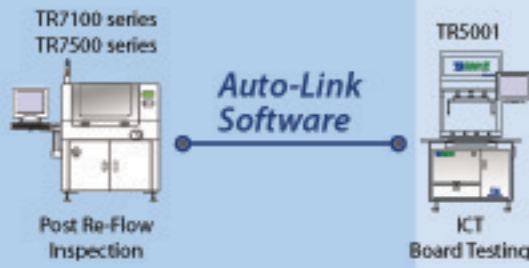 TR7100 series
TR7500 series
Post Re-Flow
Inspection
Auto-Link
Software
TR5001
ICT
Board Testing